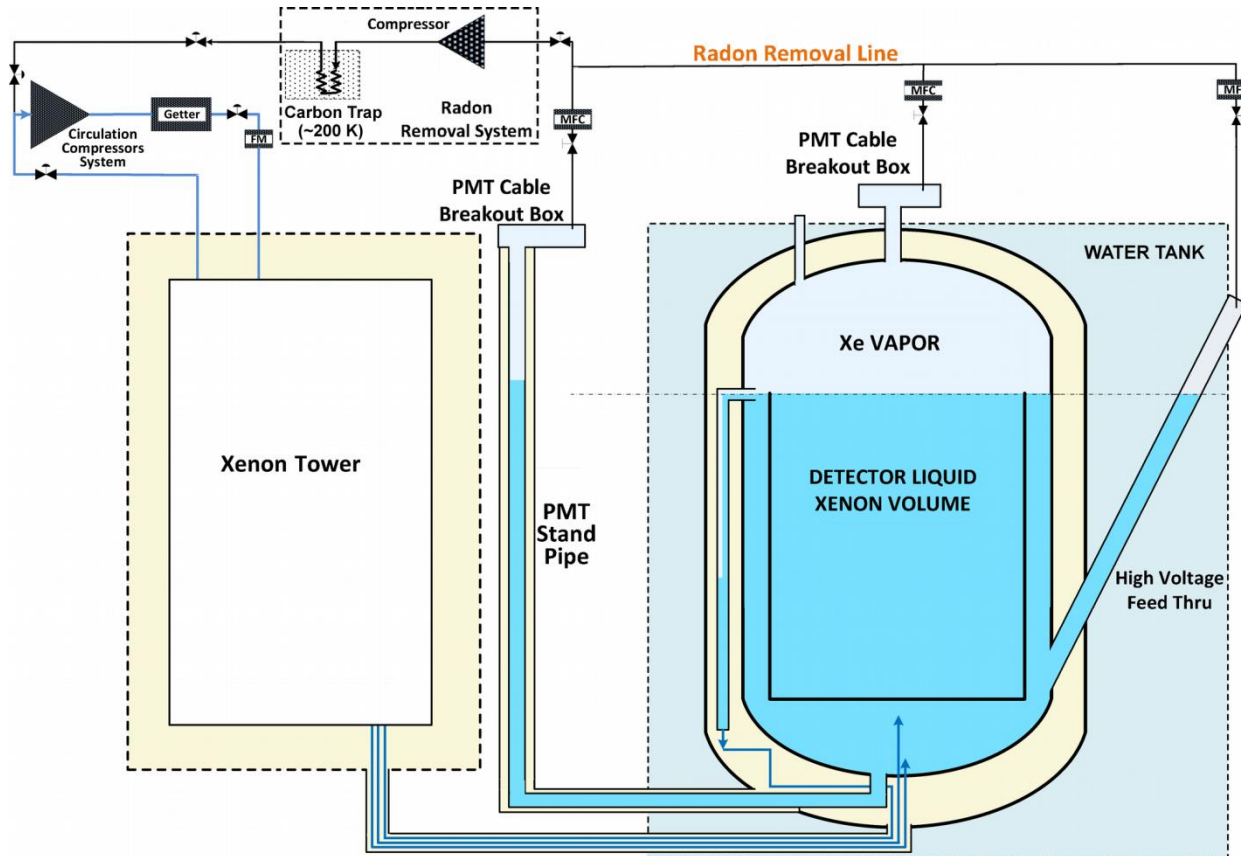 Compressor
Radon Removal Line
Carbon Trap
(~200 K)
Radon
Removal System
Getter
Circulation
Compressors
System
FM
MFC
MFC
MF
PMT Cable
Breakout Box
PMT Cable
Breakout Box
WATER TANK
Xe VAPOR
Xenon Tower
DETECTOR LIQUID
XENON VOLUME
PMT
Stand
Pipe
High Voltage
Feed Thru